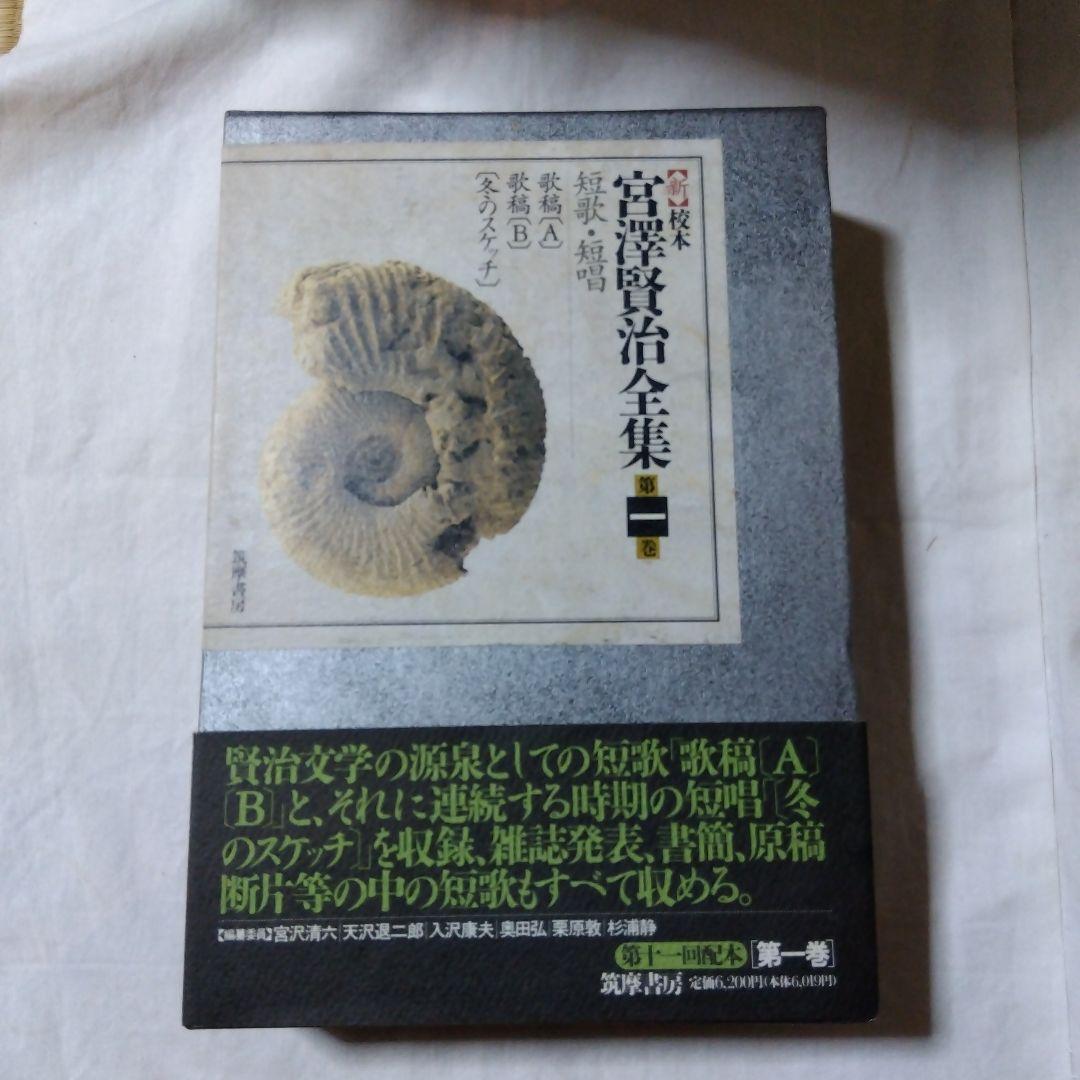 【新】校本
宮澤賢治全集
第一巻
短歌・短唱
歌稿〔A〕
歌稿〔B〕
〔冬のスケッチ〕
筑摩書房
賢治文学の源泉としての短歌「歌稿〔A〕
〔B〕」と、それに連続する時期の短唱「〔冬
のスケッチ〕」を収録、雑誌発表、書簡、原稿
断片等の中の短歌もすべて収める。
【編纂委員】宮沢清六|天沢退二郎|入沢康夫|奥田弘|栗原敦|杉浦静
第十一回配本[第一巻]
筑摩書房 定価6,200円(本体6,019円)